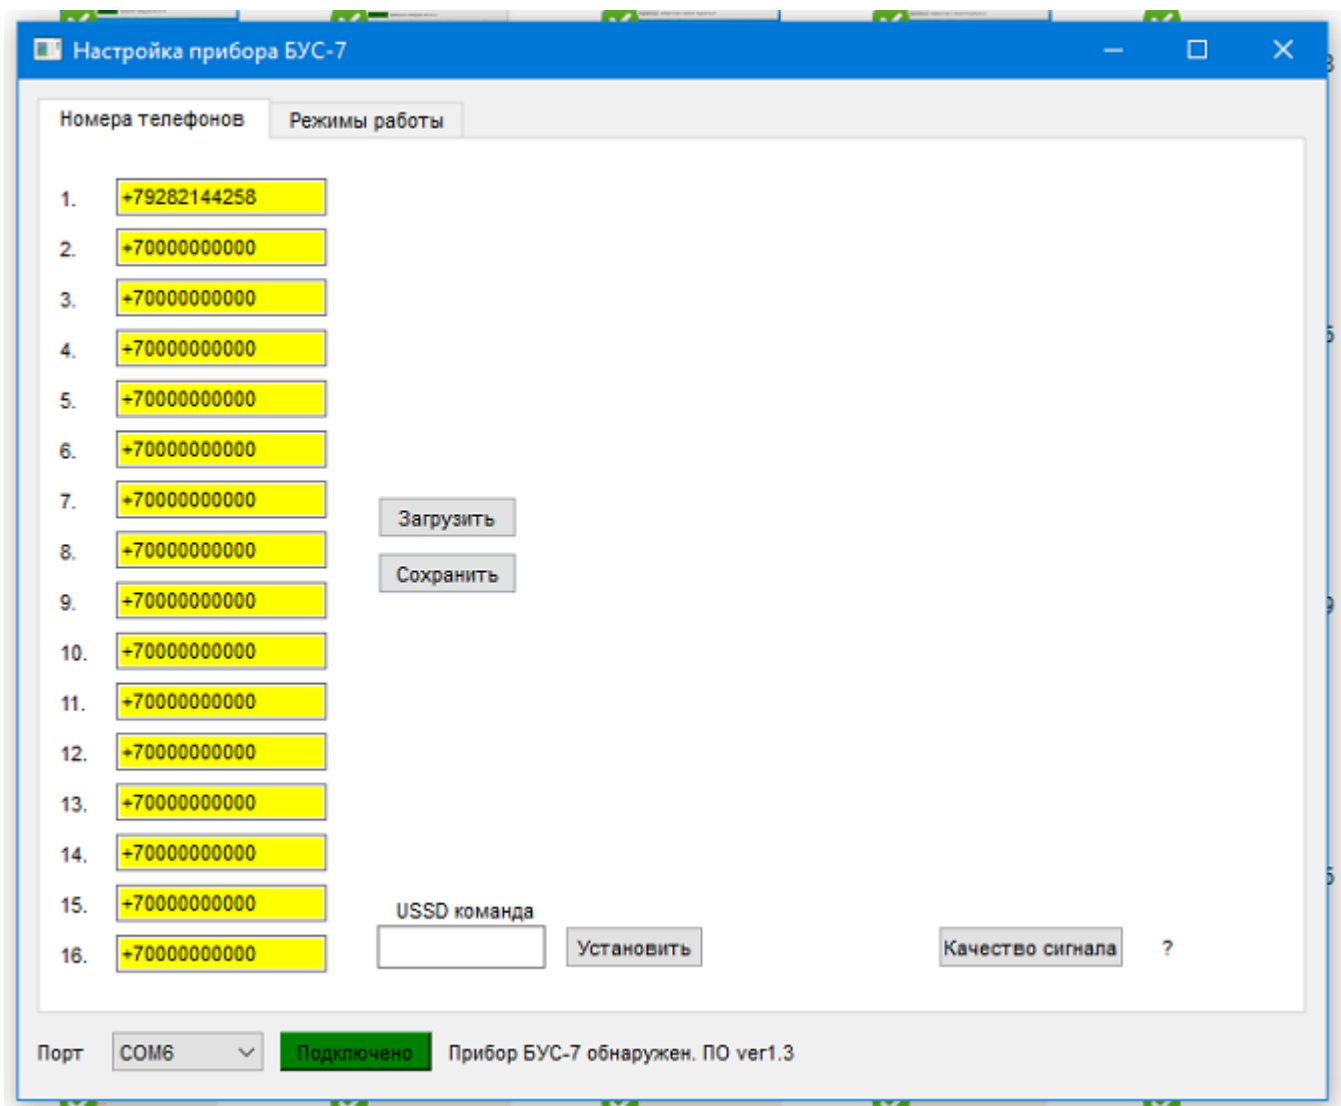 Настройка прибора БУС-7
Номера телефонов Режимы работы
1. +79282144258
2. +70000000000
3. +70000000000
4. +70000000000
5. +70000000000
6. +70000000000
7. +70000000000
Загрузить
8. +70000000000
Сохранить
9. +70000000000
10. +70000000000
11. +70000000000
12. +70000000000
13. +70000000000
14. +70000000000
15. +70000000000
USSD команда
16. +70000000000
Установить Качество сигнала ?
Порт COM6 Подключено Прибор БУС-7 обнаружен. ПО ver1.3